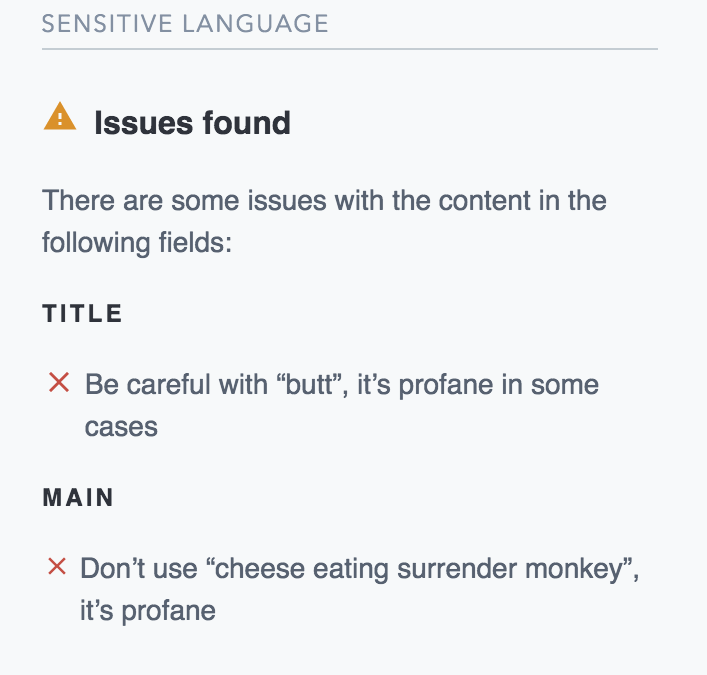 SENSITIVE LANGUAGE
Issues found
There are some issues with the content in the
following fields:
TITLE
Be careful with “butt”, it’s profane in some
cases
MAIN
Don’t use “cheese eating surrender monkey”,
it’s profane